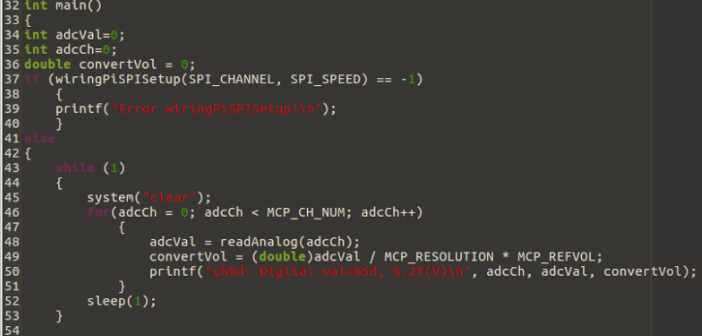 32 int main()
33 {
34 int adcVal=0;
35 int adcCh=0;
36 double convertVol = 0;
37 if (wiringPiSPISetup(SPI_CHANNEL, SPI_SPEED) == -1)
38     {
39     printf("Error wiringPiSPISetup!\n");
40     }
41 else
42 {
43     while (1)
44     {
45         system("clear");
46         for(adcCh = 0; adcCh < MCP_CH_NUM; adcCh++)
47             {
48                 adcVal = readAnalog(adcCh);
49                 convertVol = (double)adcVal / MCP_RESOLUTION * MCP_REFVOL;
50                 printf("ch%d: Digital val=%5d, %.2f(V)\n", adcCh, adcVal, convertVol);
51             }
52         sleep(1);
53     }
54